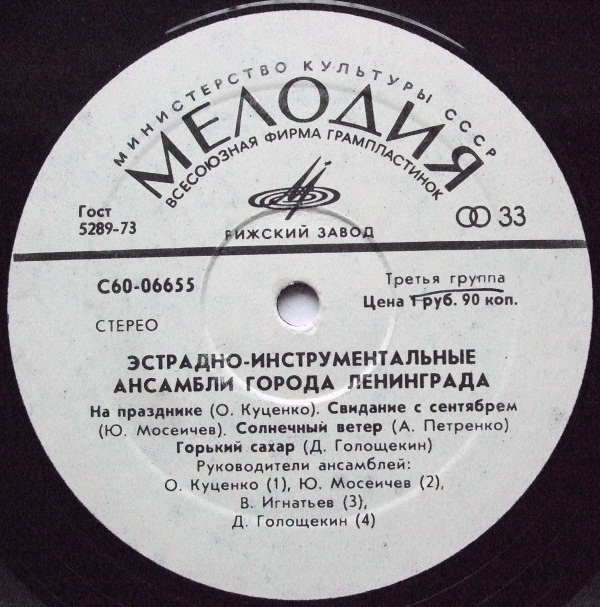 МИНИСТЕРСТВО КУЛЬТУРЫ СССР
МЕЛОДИЯ
ВСЕСОЮЗНАЯ ФИРМА ГРАМПЛАСТИНОК
Гост
5289-73
РИЖСКИЙ ЗАВОД
33
С60-06655
Третья группа
Цена 1 руб. 90 коп.
СТЕРЕО
ЭСТРАДНО-ИНСТРУМЕНТАЛЬНЫЕ
АНСАМБЛИ ГОРОДА ЛЕНИНГРАДА
На празднике (О. Куценко). Свидание с сентябрем
(Ю. Мосеичев). Солнечный ветер (А. Петренко)
Горький сахар (Д. Голощекин)
Руководители ансамблей:
О. Куценко (1), Ю. Мосеичев (2),
В. Игнатьев (3),
Д. Голощекин (4)